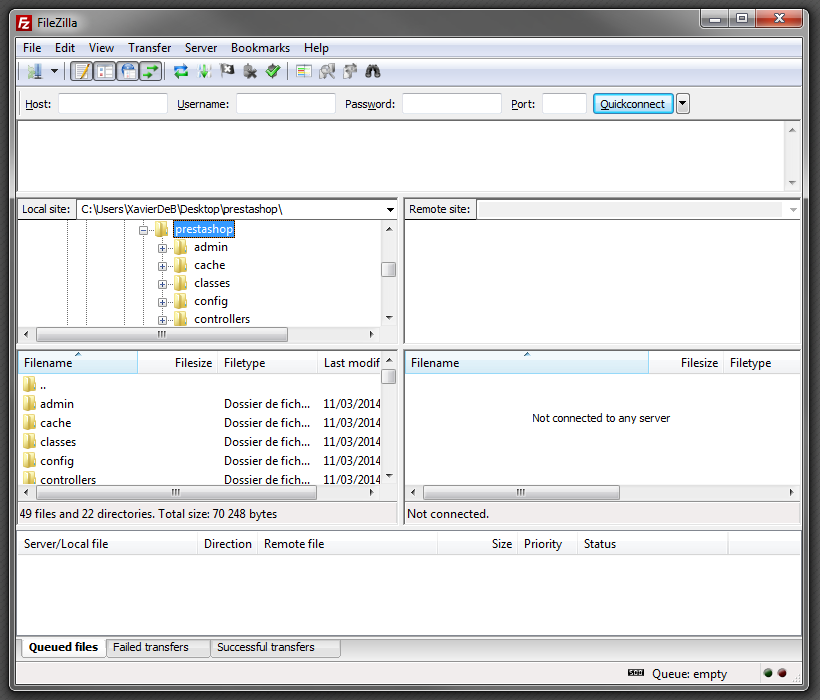 FileZilla
File Edit View Transfer Server Bookmarks Help
Host: Username: Password: Port: Quickconnect
Local site: C:\Users\XavierDeB\Desktop\prestashop\ Remote site:
prestashop
admin
cache
classes
config
controllers
Filename Filesize Filetype Last modif Filename Filesize Filetype
..
admin Dossier de fich... 11/03/2014
cache Dossier de fich... 11/03/2014
Not connected to any server
classes Dossier de fich... 11/03/2014
config Dossier de fich... 11/03/2014
controllers Dossier de fich... 11/03/2014
49 files and 22 directories. Total size: 70 248 bytes Not connected.
Server/Local file Direction Remote file Size Priority Status
Queued files Failed transfers Successful transfers
Queue: empty